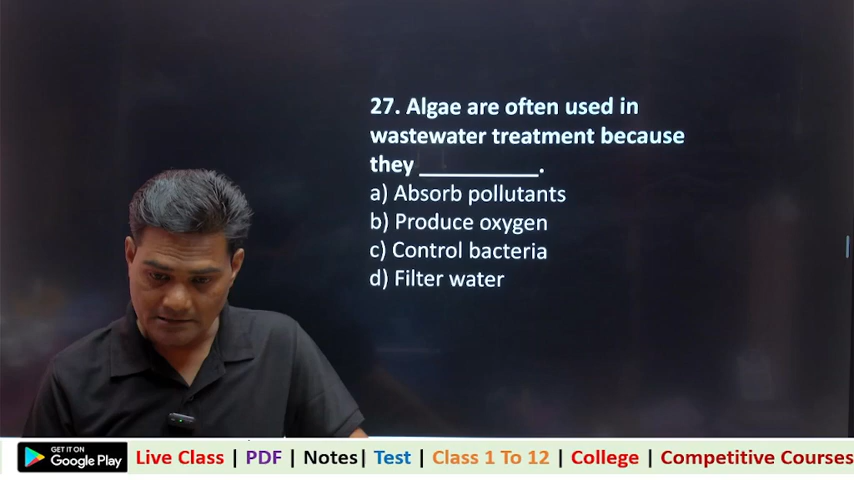 27. Algae are often used in
wastewater treatment because
they __________.
a) Absorb pollutants
b) Produce oxygen
c) Control bacteria
d) Filter water
GET IT ON
Google Play
Live Class | PDF | Notes| Test | Class 1 To 12 | College | Competitive Courses